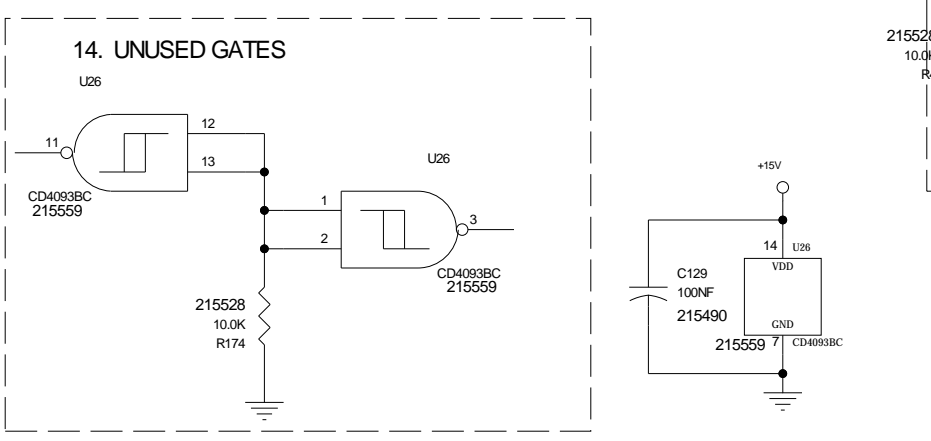 14. UNUSED GATES
U26
12
11
13
CD4093BC
215559
U26
1
2
3
CD4093BC
215559
215528
10.0K
R174
+15V
14 U26
VDD
C129
100NF
215490
GND
215559 7 CD4093BC
215528